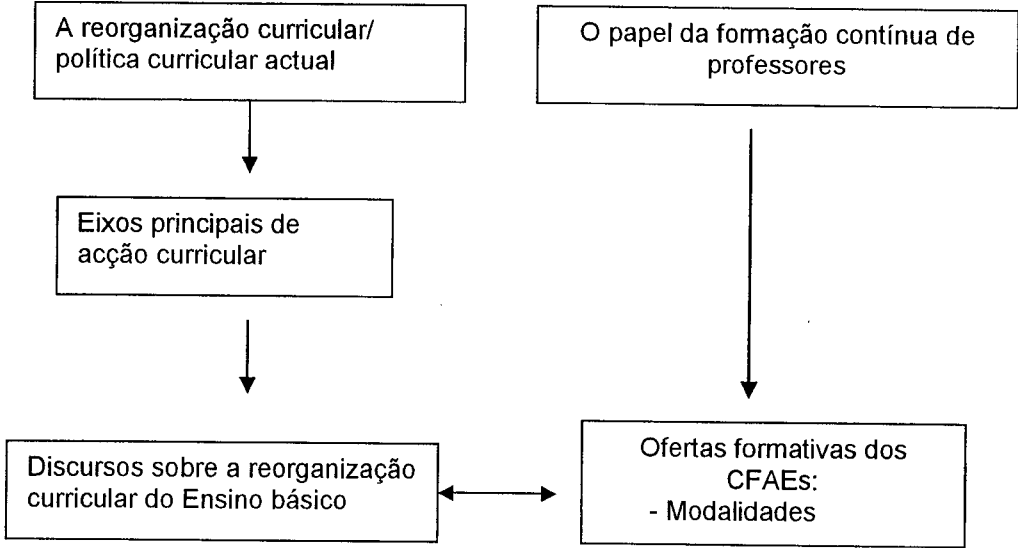 A reorganização curricular/
política curricular actual
O papel da formação contínua de
professores
Eixos principais de
acção curricular
Discursos sobre a reorganização
curricular do Ensino básico
Ofertas formativas dos
CFAEs:
- Modalidades